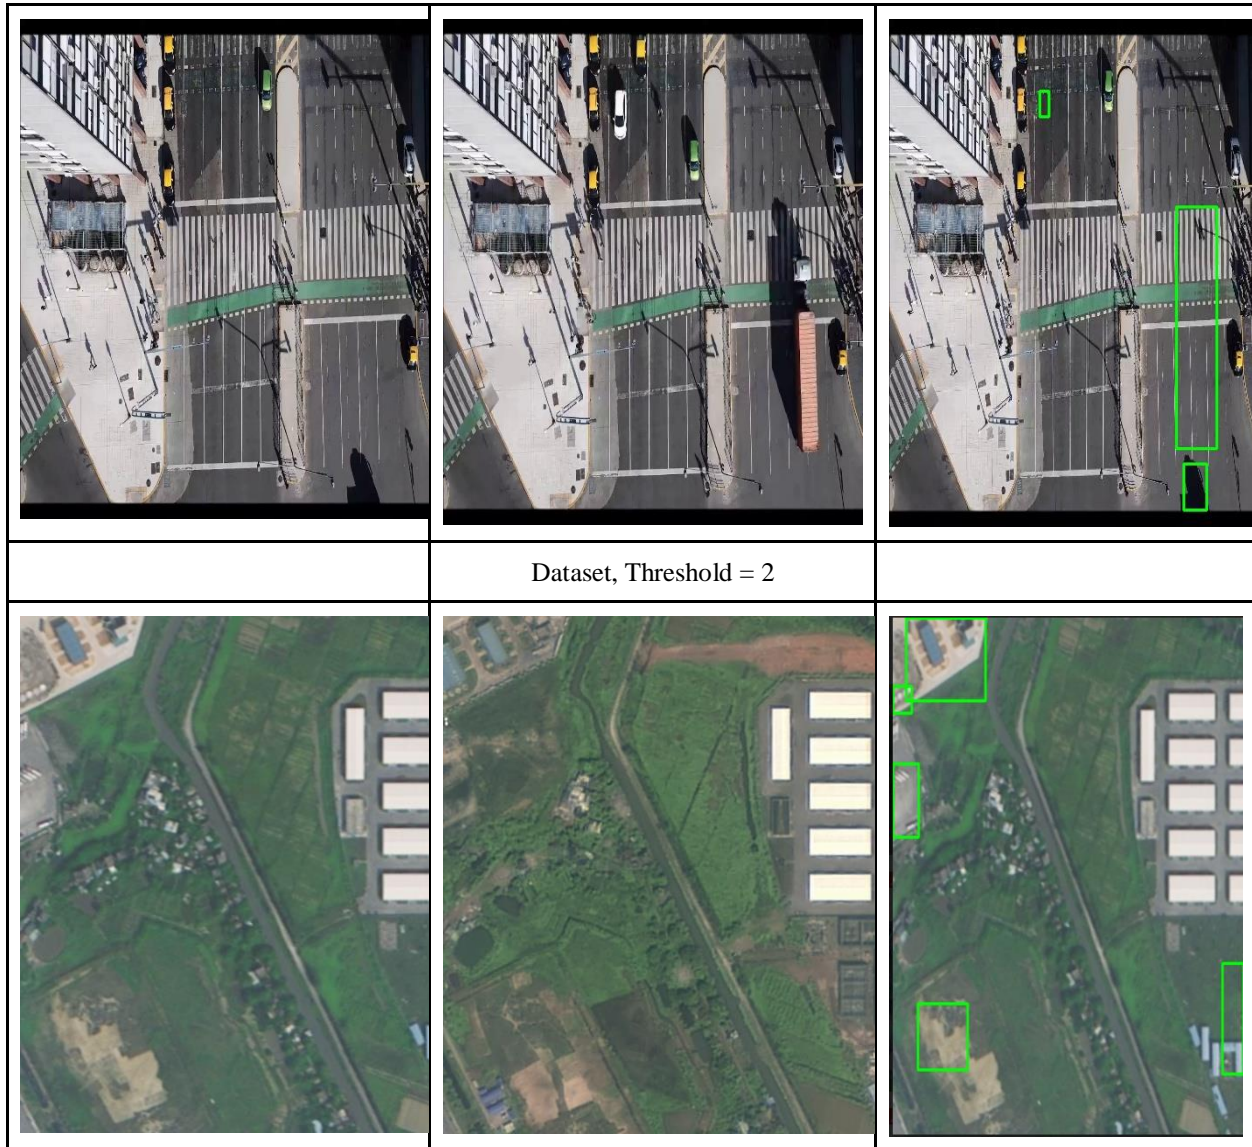 Dataset, Threshold = 2